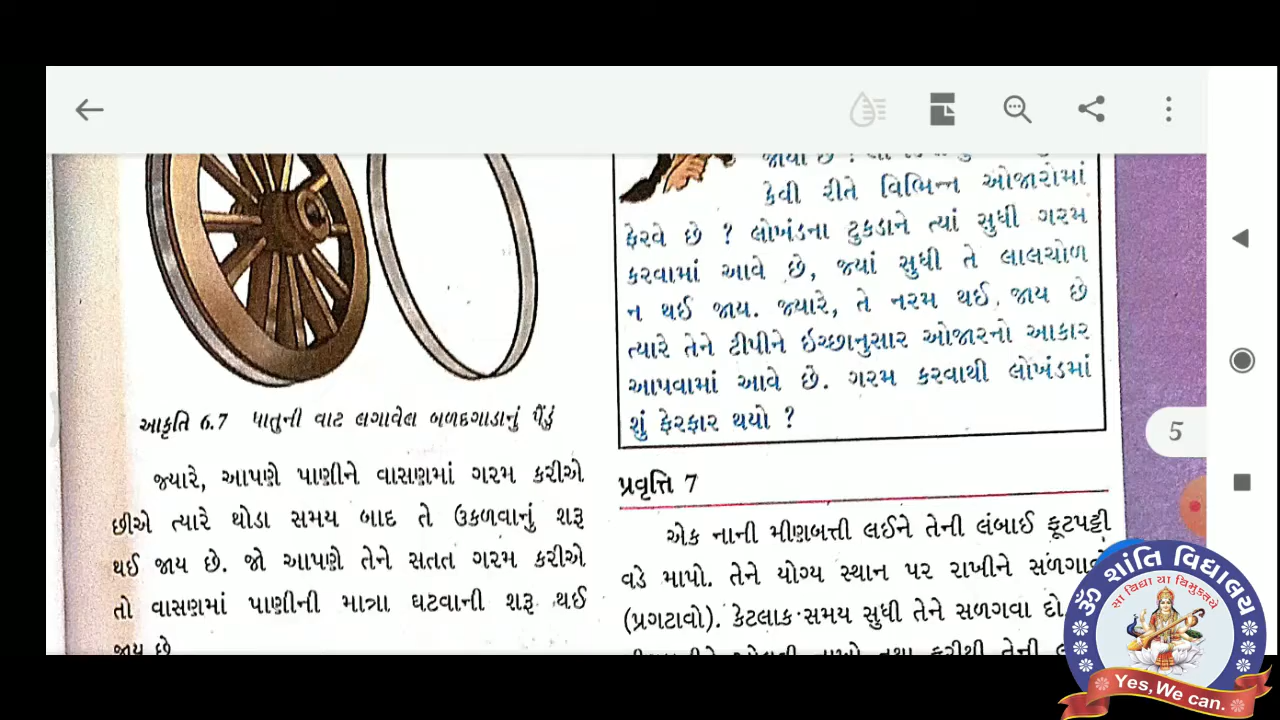 આકૃતિ 6.7 ધાતુની વાટ લગાવેલ બળદગાડાનું પૈંડું
જ્યારે, આપણે પાણીને વાસણમાં ગરમ કરીએ
છીએ ત્યારે થોડા સમય બાદ તે ઉકળવાનું શરૂ
થઈ જાય છે. જો આપણે તેને સતત ગરમ કરીએ
તો વાસણમાં પાણીની માત્રા ઘટવાની શરૂ થઈ
જાય છે
કેવી રીતે વિભિન્ન ઓજારોમાં
ફેરવે છે ? લોખંડના ટુકડાને ત્યાં સુધી ગરમ
કરવામાં આવે છે, જ્યાં સુધી તે લાલચોળ
ન થઈ જાય. જ્યારે, તે નરમ થઈ જાય છે
ત્યારે તેને ટીપીને ઇચ્છાનુસાર ઓજારનો આકાર
આપવામાં આવે છે. ગરમ કરવાથી લોખંડમાં
શું ફેરફાર થયો ?
પ્રવૃત્તિ 7
એક નાની મીણબત્તી લઈને તેની લંબાઈ ફૂટપટ્ટી
વડે માપો. તેને યોગ્ય સ્થાન પર રાખીને
(પ્રગટાવો). કેટલાક સમય સુધી તેને સળગવા દો
5
ૐ શાંતિ વિદ્યાલય
સા વિદ્યા યા વિમુક્તયે
Yes, We can.